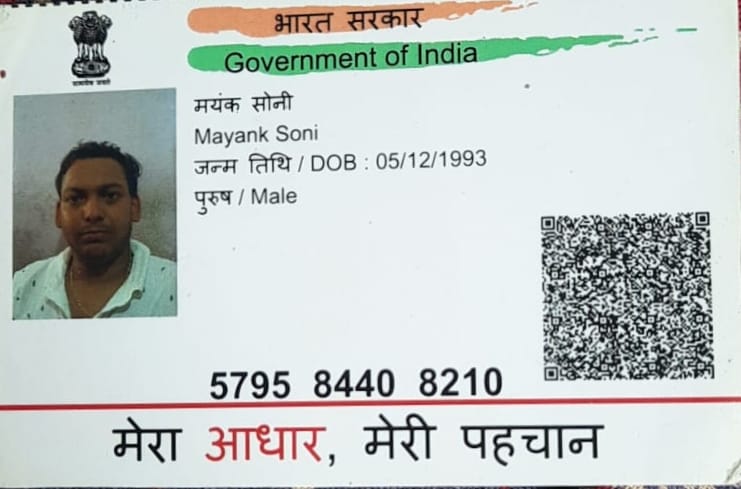 भारत सरकार
Government of India
सत्यमेव जयते
मयंक सोनी
Mayank Soni
जन्म तिथि / DOB : 05/12/1993
पुरुष / Male
5795 8440 8210
मेरा आधार, मेरी पहचान